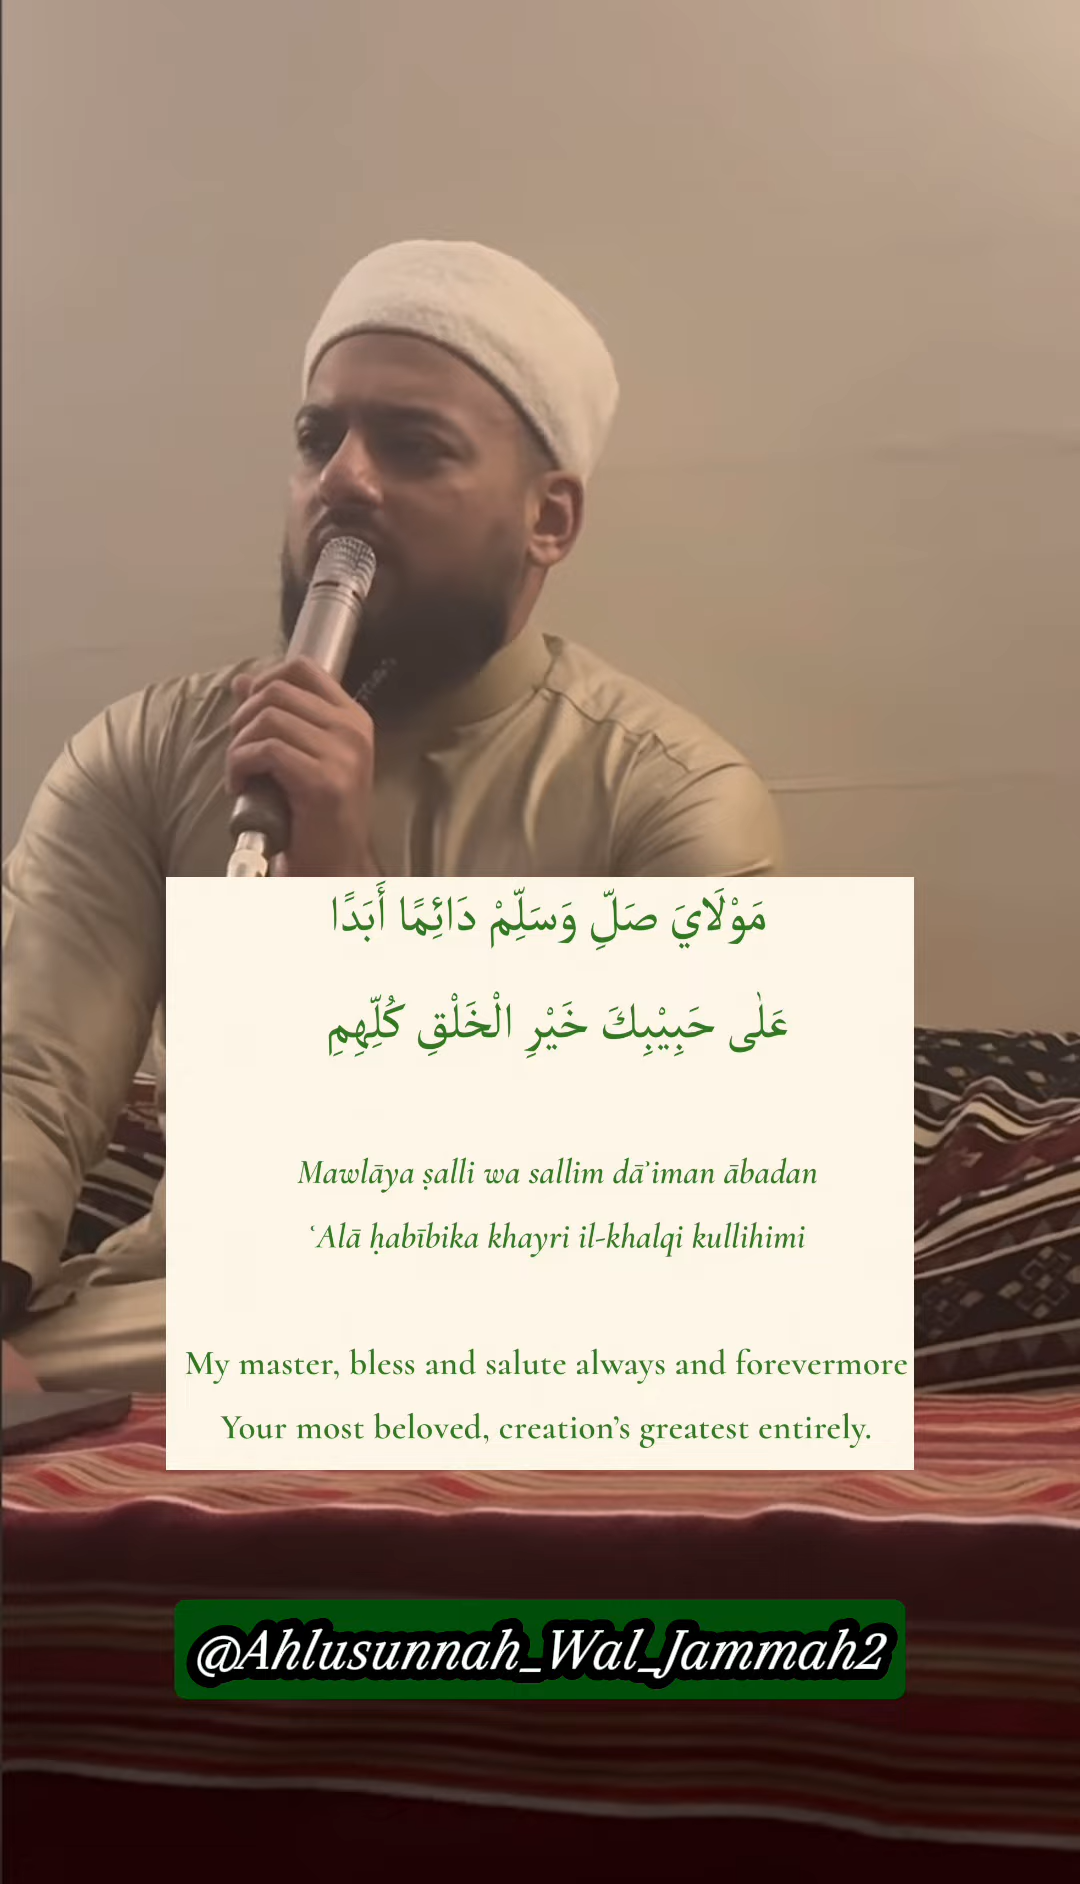 مَوْلَايَ صَلِّ وَسَلِّمْ دَائِمًا أَبَدًا
عَلٰى حَبِيْبِكَ خَيْرِ الْخَلْقِ كُلِّهِمِ
Mawlāya ṣalli wa sallim dā'iman ābadan
ʿAlā ḥabībika khayri il-khalqi kullihimi
My master, bless and salute always and forevermore
Your most beloved, creation’s greatest entirely.
@Ahlusunnah_Wal_Jammah2